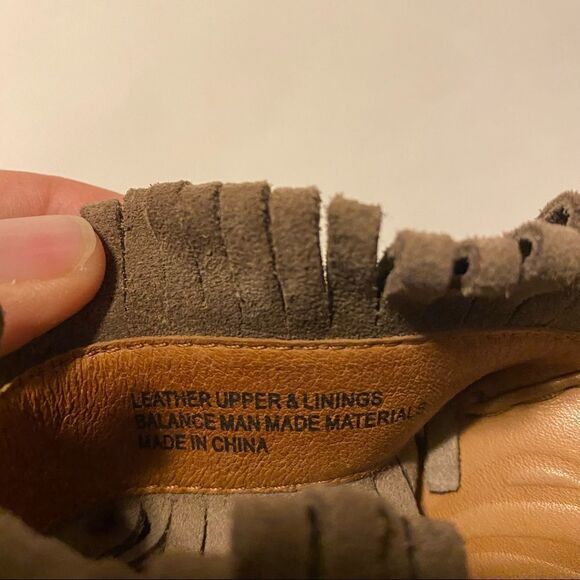 LEATHER UPPER & LININGS
BALANCE MAN MADE MATERIALS
MADE IN CHINA